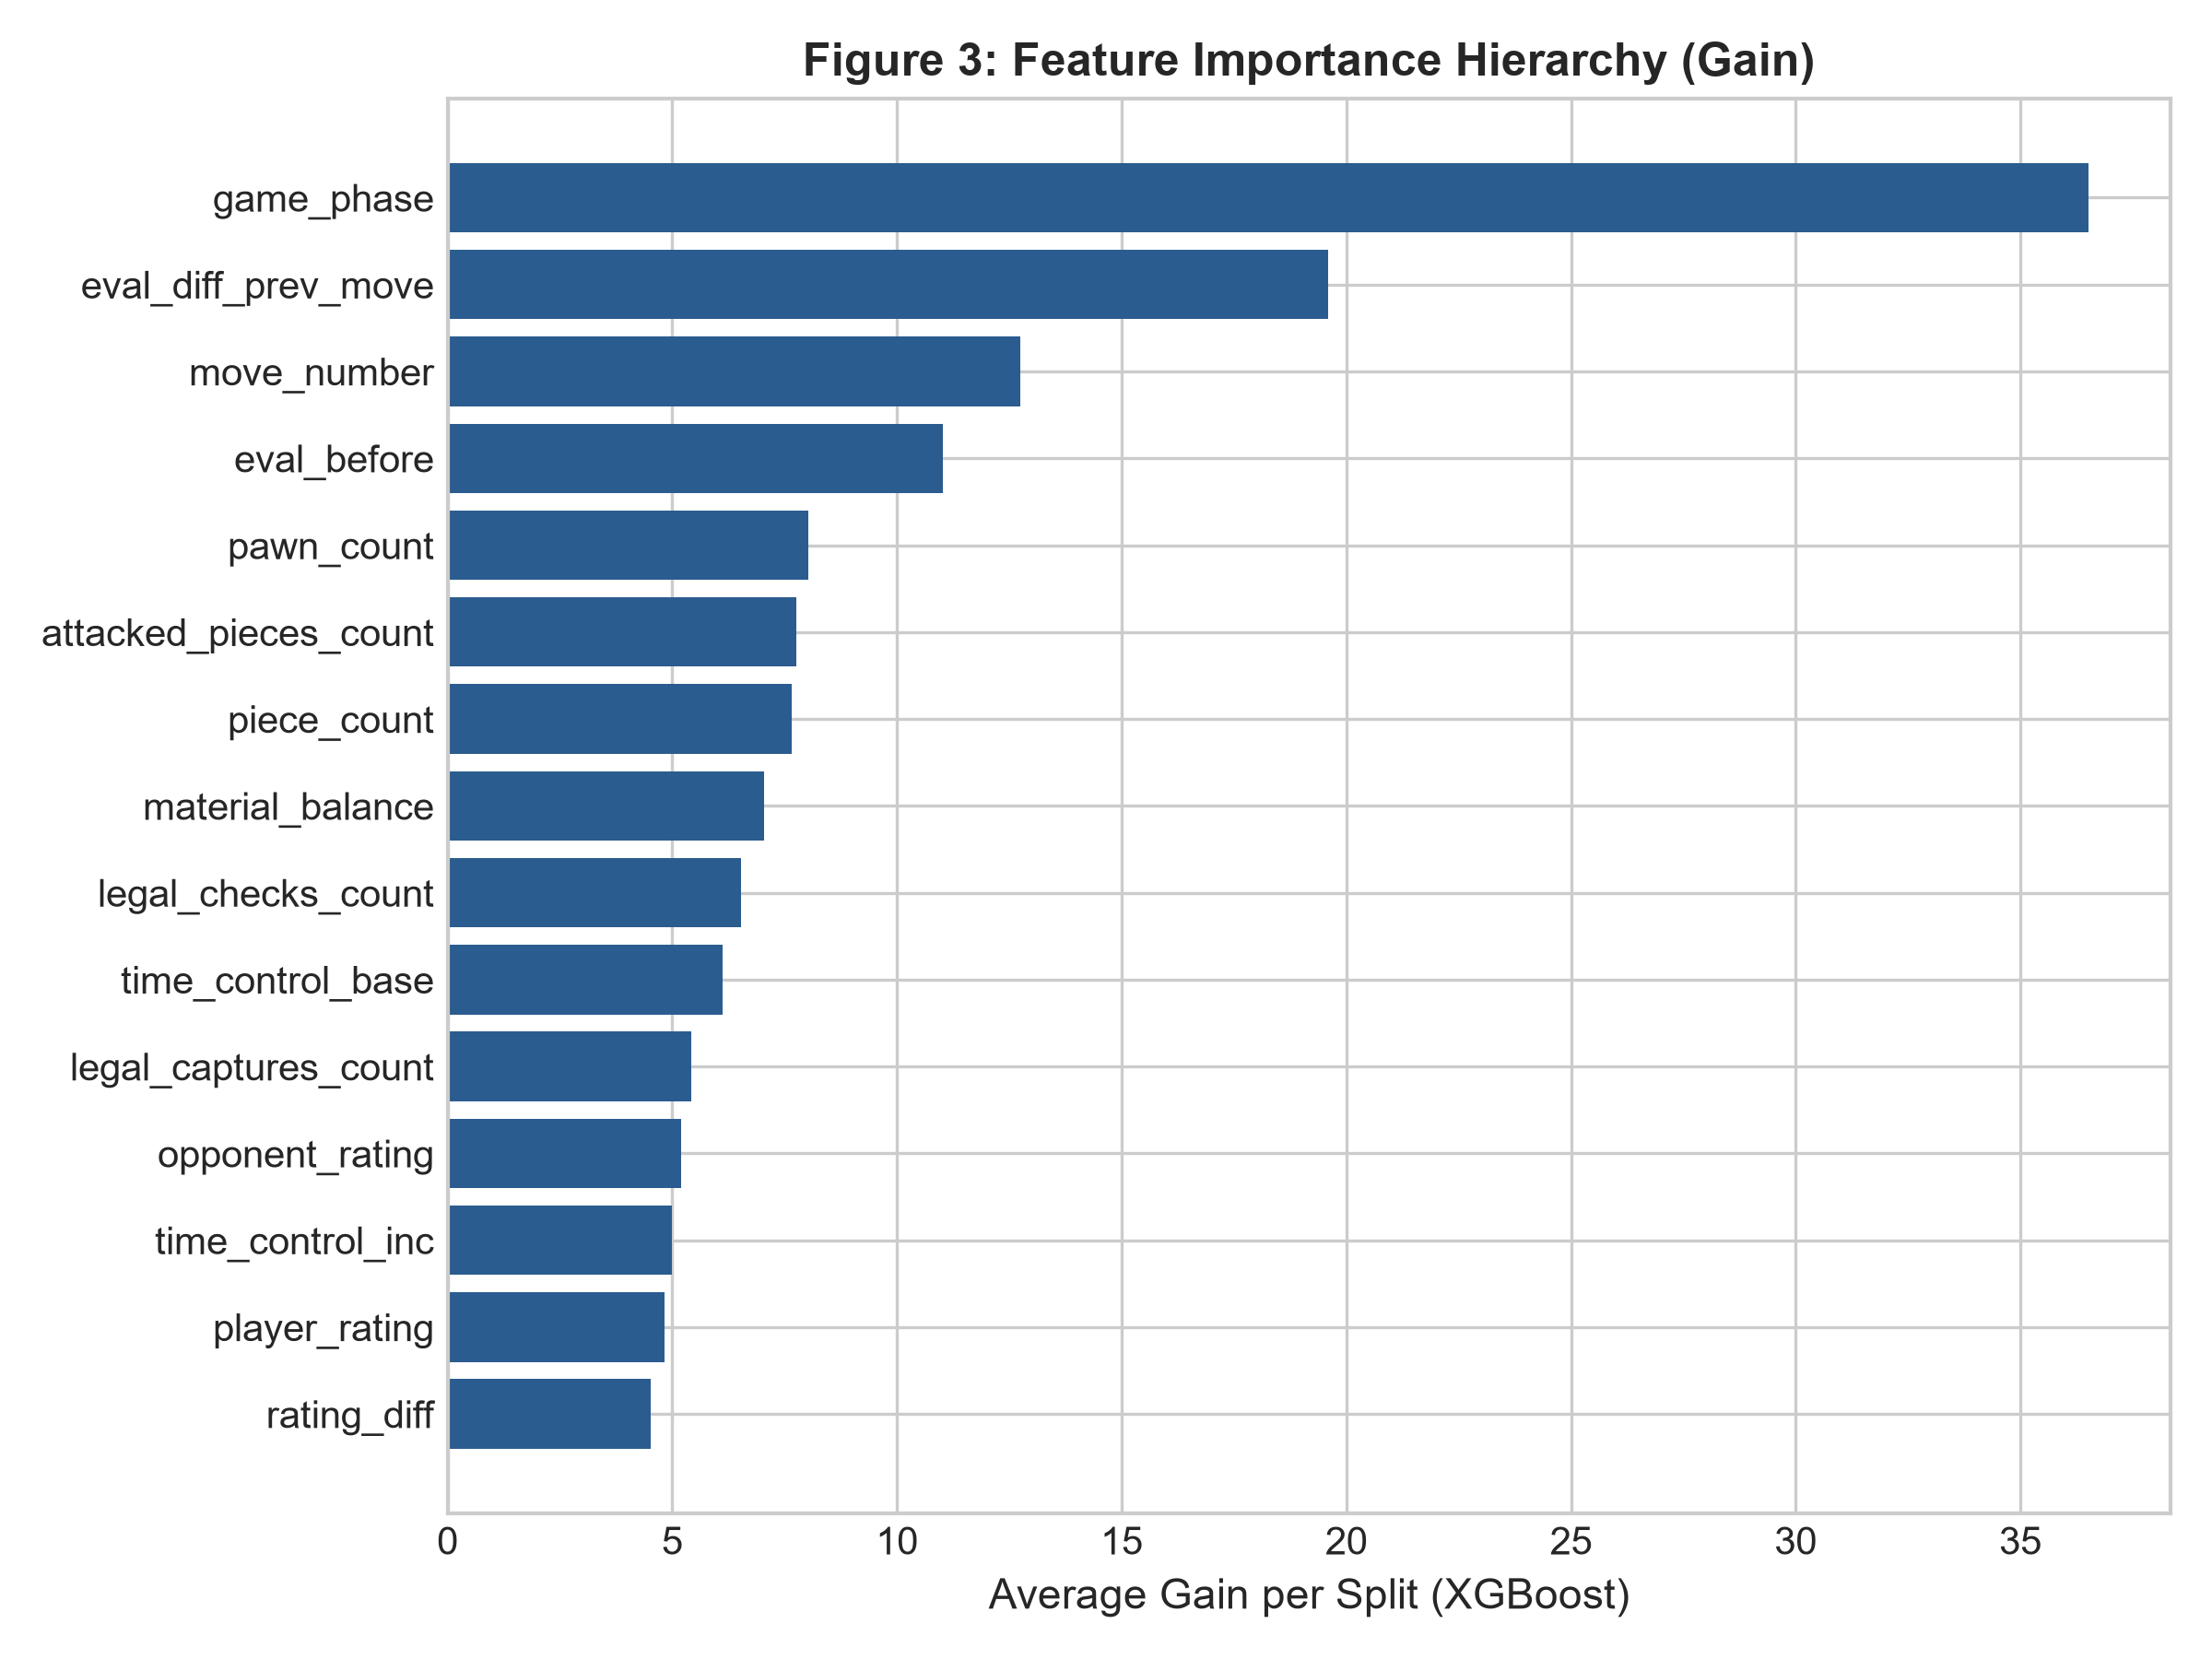 Figure 3: Feature Importance Hierarchy (Gain)
game_phase
eval_diff_prev_move
move_number
eval_before
pawn_count
attacked_pieces_count
piece_count
material_balance
legal_checks_count
time_control_base
legal_captures_count
opponent_rating
time_control_inc
player_rating
rating_diff
0 5 10 15 20 25 30 35
Average Gain per Split (XGBoost)